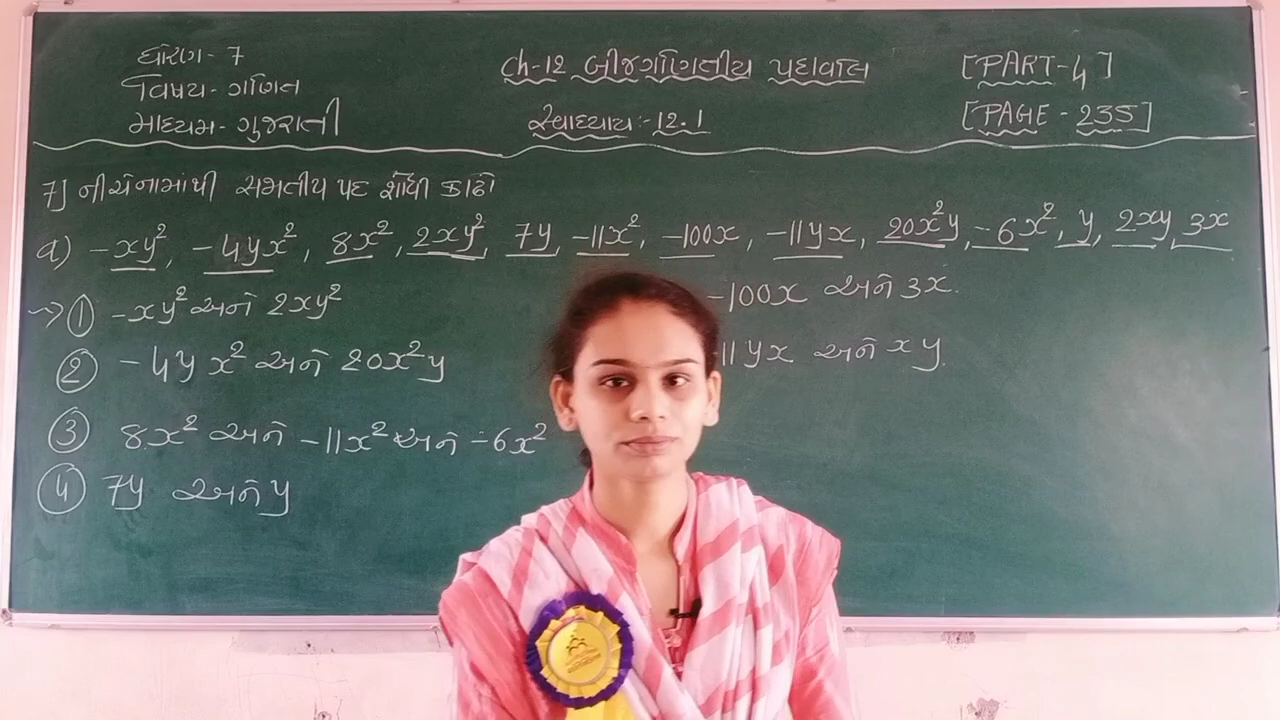 ધોરણ- 7
વિષય- ગણિત
માધ્યમ- ગુજરાતી
Ch-12 બીજગણિતીય પદાવલિ
સ્વાધ્યાય:-12.1
[PART-4]
[PAGE - 235]
7] નીચેનામાંથી સમતીય પદ શોધી કાઢો
a) -xy², -4yx², 8x², 2xy², 7y, -11x², -100x, -11yx, 20x²y, -6x², y, 2xy, 3x
→ ① -xy² અને 2xy²
② -4yx² અને 20x²y
③ 8x² અને -11x² અને -6x²
④ 7y અને y
-100x અને 3x.
11yx અને xy.